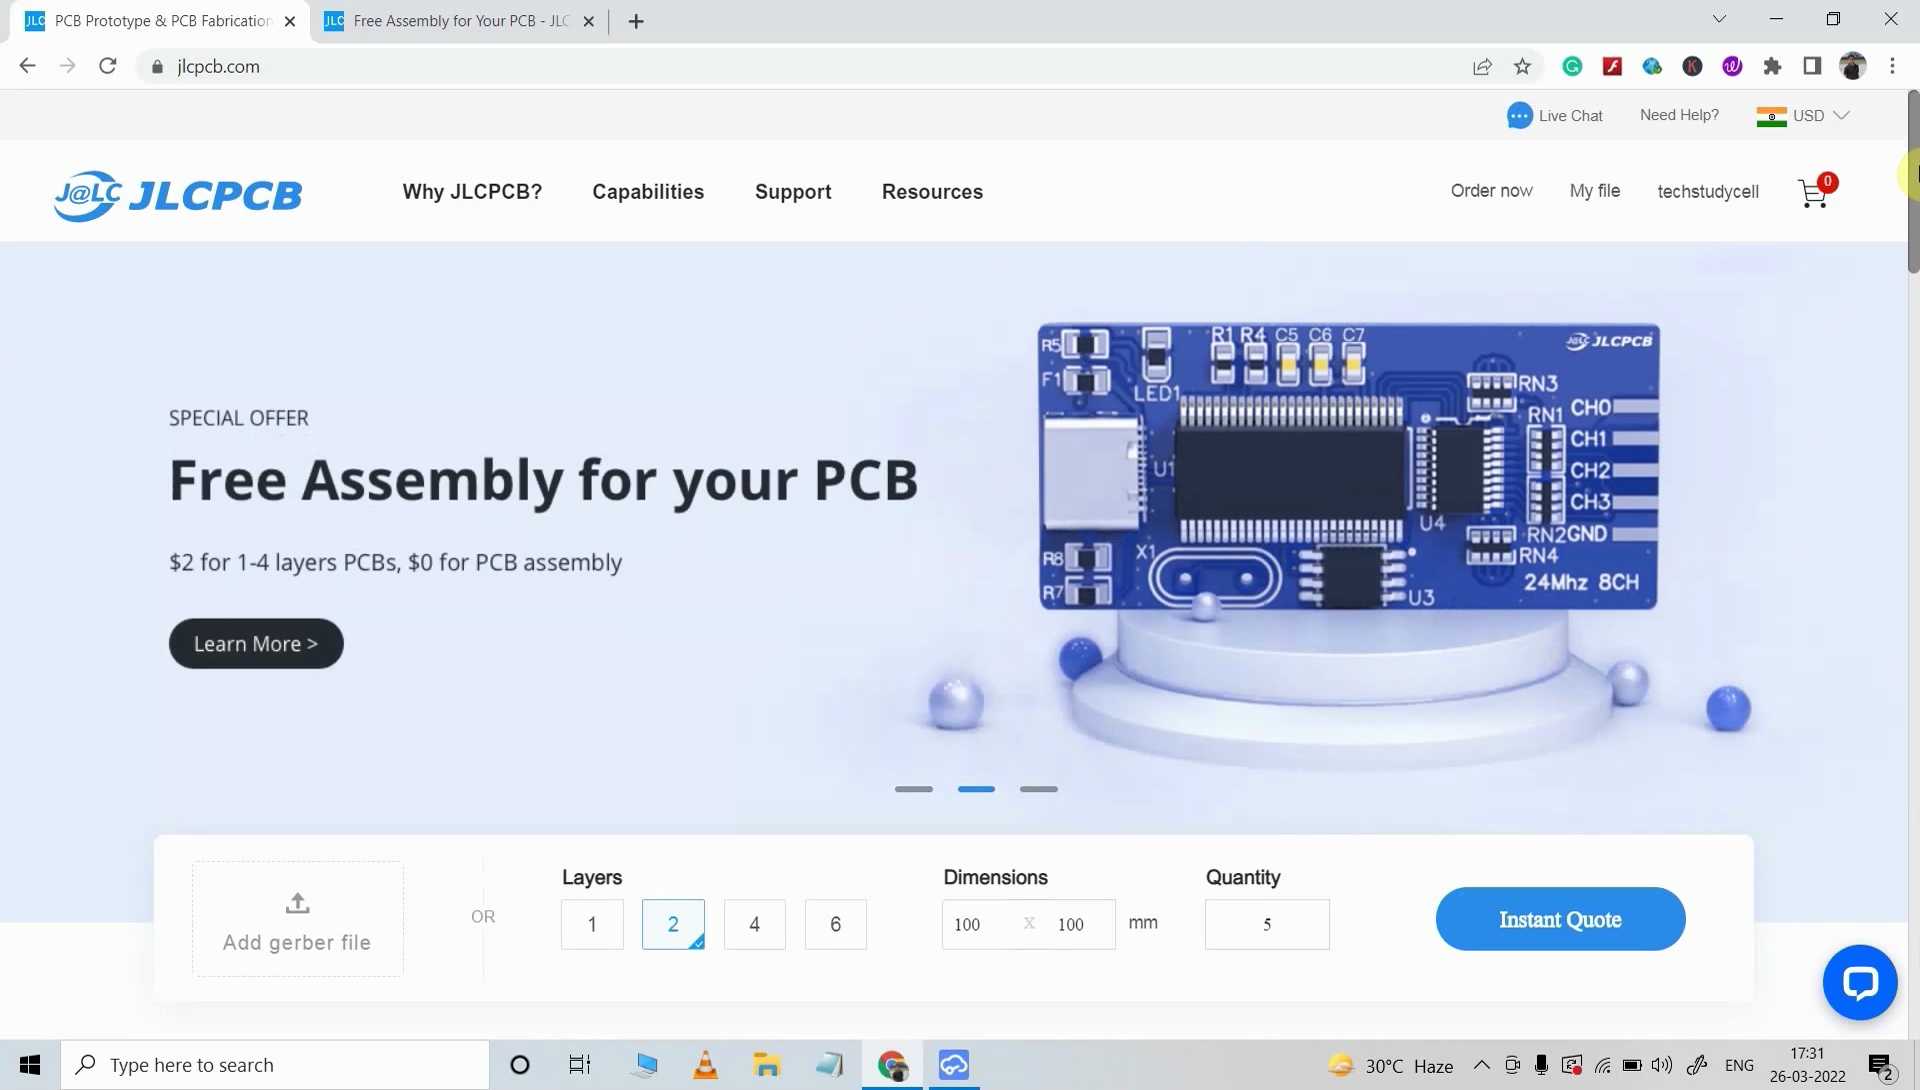 PCB Prototype & PCB Fabrication
Free Assembly for Your PCB - JLC
jlcpcb.com
Live Chat
Need Help?
USD
J@LC JLCPCB
Why JLCPCB?
Capabilities
Support
Resources
Order now
My file
techstudycell
0
SPECIAL OFFER
Free Assembly for your PCB
$2 for 1-4 layers PCBs, $0 for PCB assembly
Learn More >
R5
F1
LED1
R1 R4 C5 C6 C7
J@LC JLCPCB
RN3
RN1
CH0
CH1
CH2
CH3
GND
U1
U4
RN2
RN4
R8
R7
X1
U3
24Mhz 8CH
Add gerber file
OR
Layers
1
2
4
6
Dimensions
100 x 100 mm
Quantity
5
Instant Quote
Type here to search
30°C Haze
ENG
17:31
26-03-2022
2